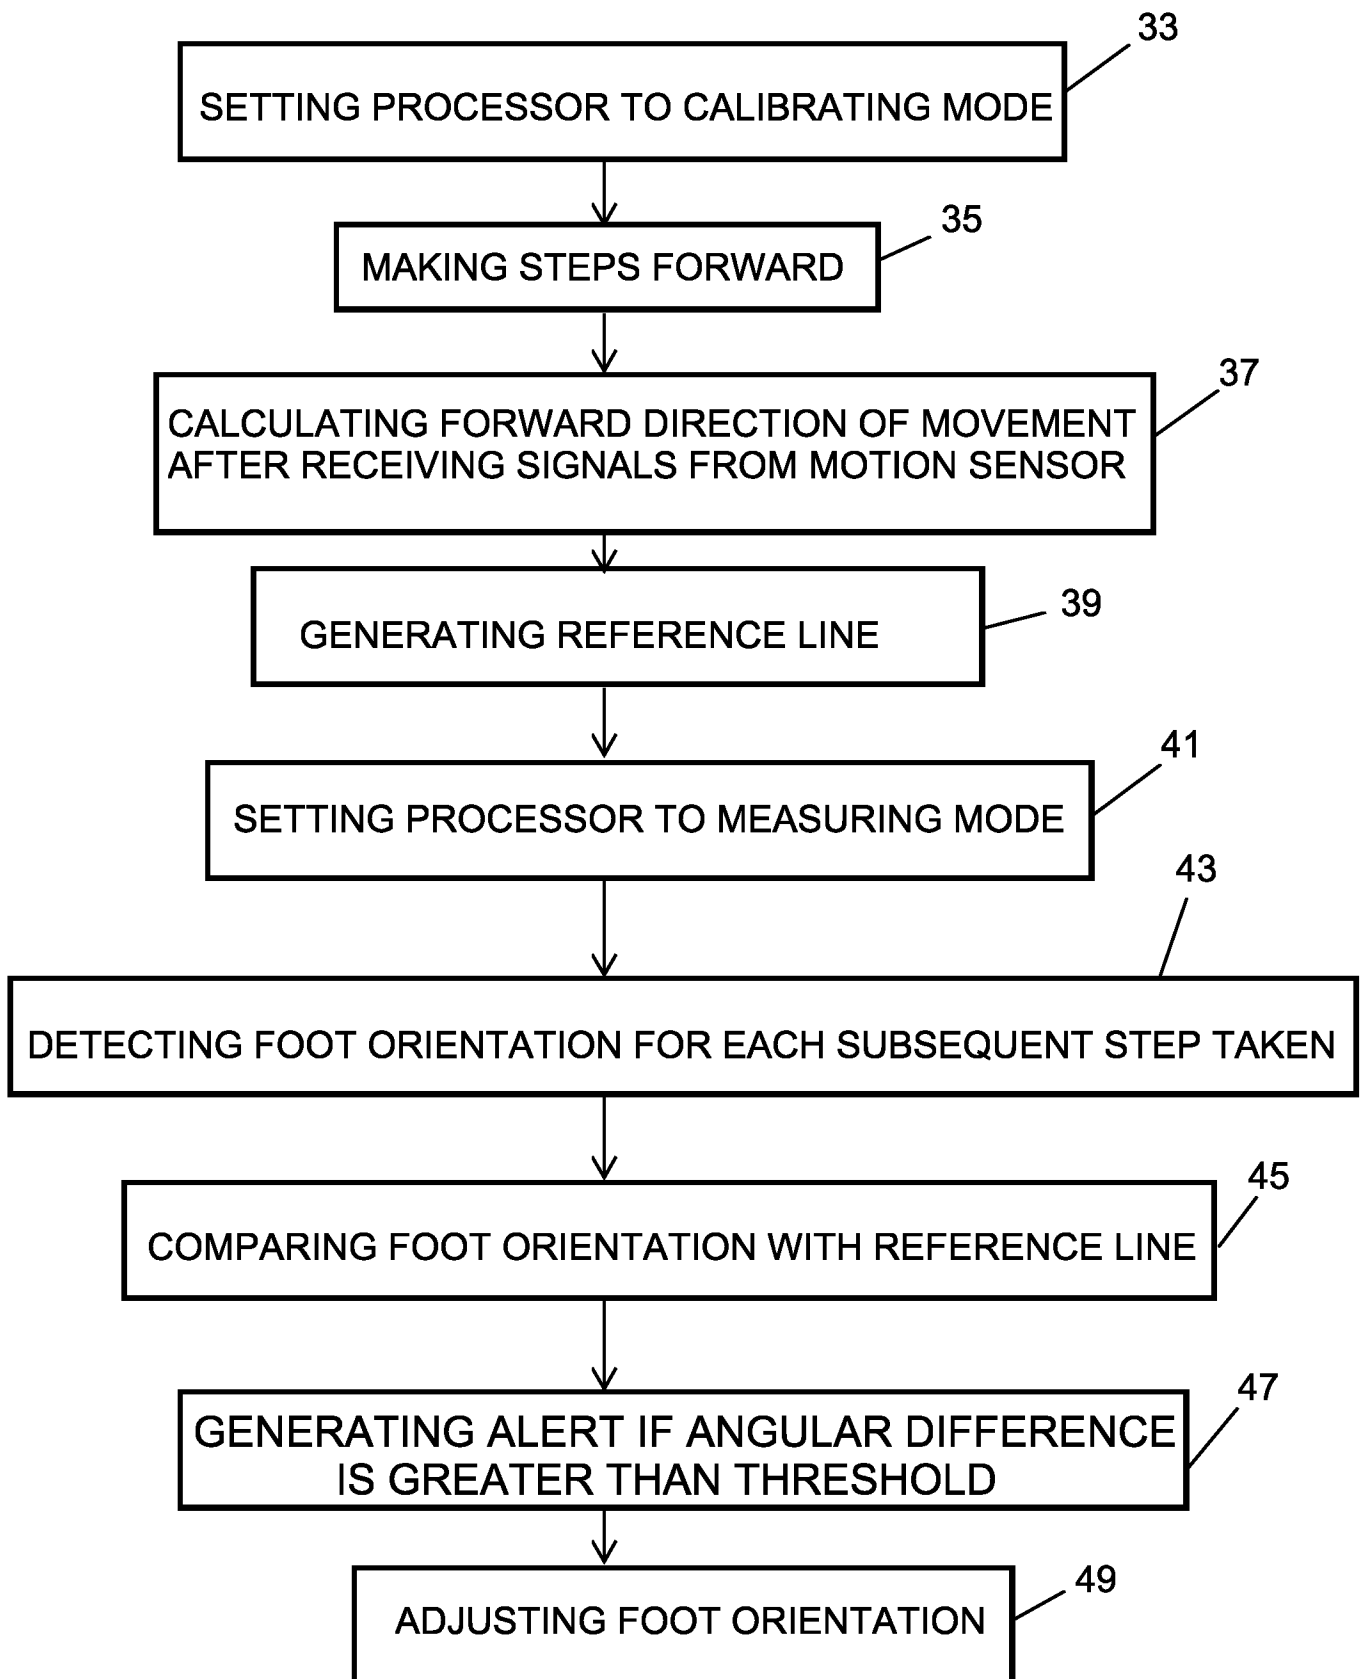 33
SETTING PROCESSOR TO CALIBRATING MODE
35
MAKING STEPS FORWARD
37
CALCULATING FORWARD DIRECTION OF MOVEMENT
AFTER RECEIVING SIGNALS FROM MOTION SENSOR
39
GENERATING REFERENCE LINE
41
SETTING PROCESSOR TO MEASURING MODE
43
DETECTING FOOT ORIENTATION FOR EACH SUBSEQUENT STEP TAKEN
45
COMPARING FOOT ORIENTATION WITH REFERENCE LINE
47
GENERATING ALERT IF ANGULAR DIFFERENCE
IS GREATER THAN THRESHOLD
49
ADJUSTING FOOT ORIENTATION